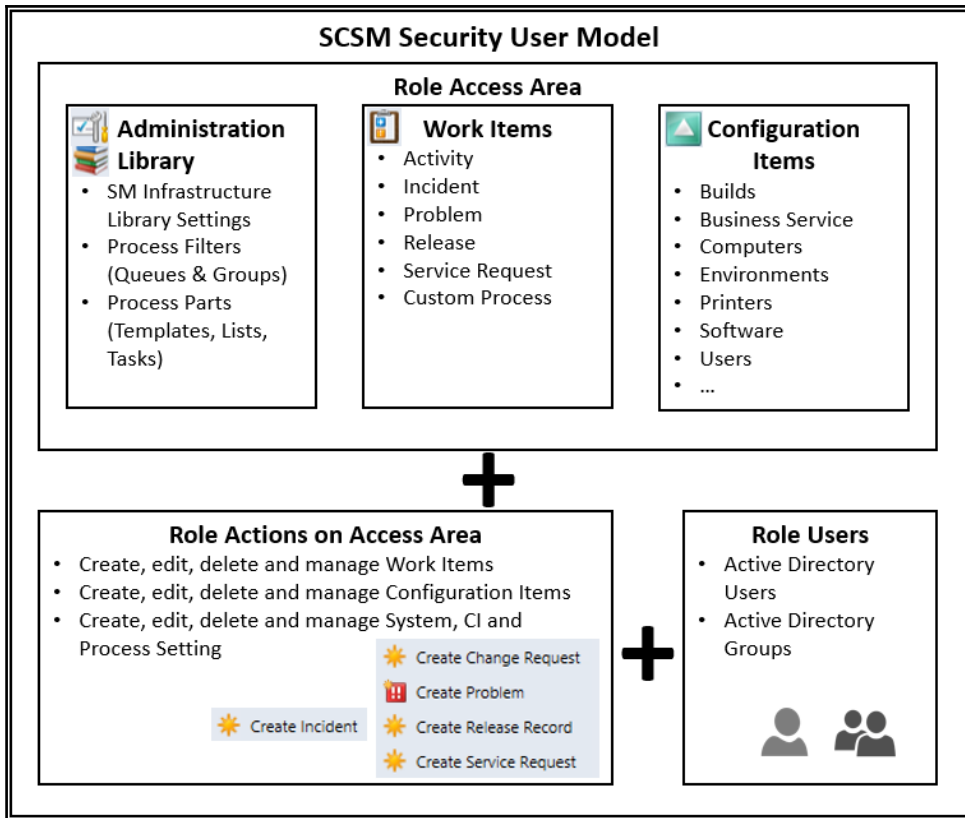 SCSM Security User Model
Role Access Area
Administration
Library
• SM Infrastructure
Library Settings
• Process Filters
(Queues & Groups)
• Process Parts
(Templates, Lists,
Tasks)
Work Items
• Activity
• Incident
• Problem
• Release
• Service Request
• Custom Process
Configuration
Items
• Builds
• Business Service
• Computers
• Environments
• Printers
• Software
• Users
• ...
Role Actions on Access Area
• Create, edit, delete and manage Work Items
• Create, edit, delete and manage Configuration Items
• Create, edit, delete and manage System, CI and
Process Setting
Create Incident
Create Change Request
Create Problem
Create Release Record
Create Service Request
Role Users
• Active Directory
Users
• Active Directory
Groups